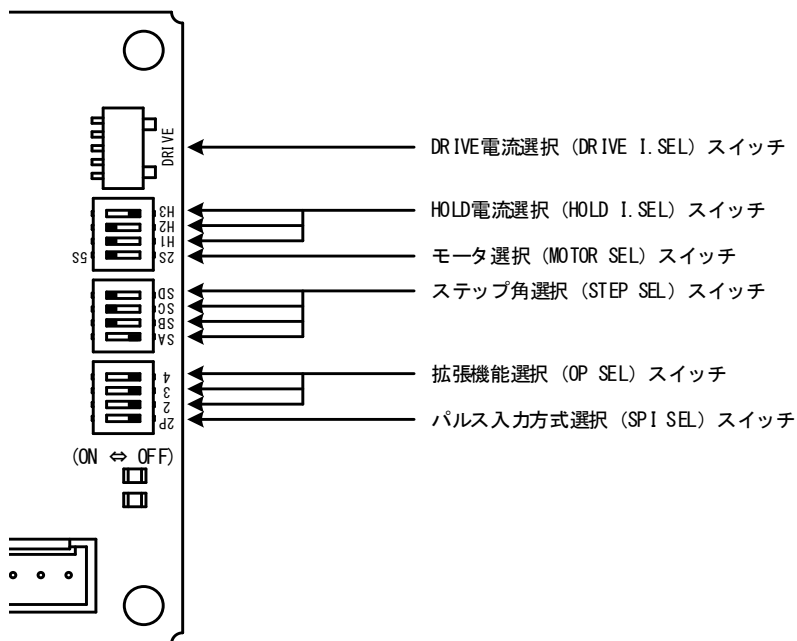 DRIVE
DRIVE電流選択（DRIVE I.SEL）スイッチ
H3
HOLD電流選択（HOLD I.SEL）スイッチ
H2
H1
5S
2S
モータ選択（MOTOR SEL）スイッチ
SD
ステップ角選択（STEP SEL）スイッチ
SC
SB
SA
4
拡張機能選択（OP SEL）スイッチ
3
2
2P
パルス入力方式選択（SPI SEL）スイッチ
(ON ⇔ OFF)